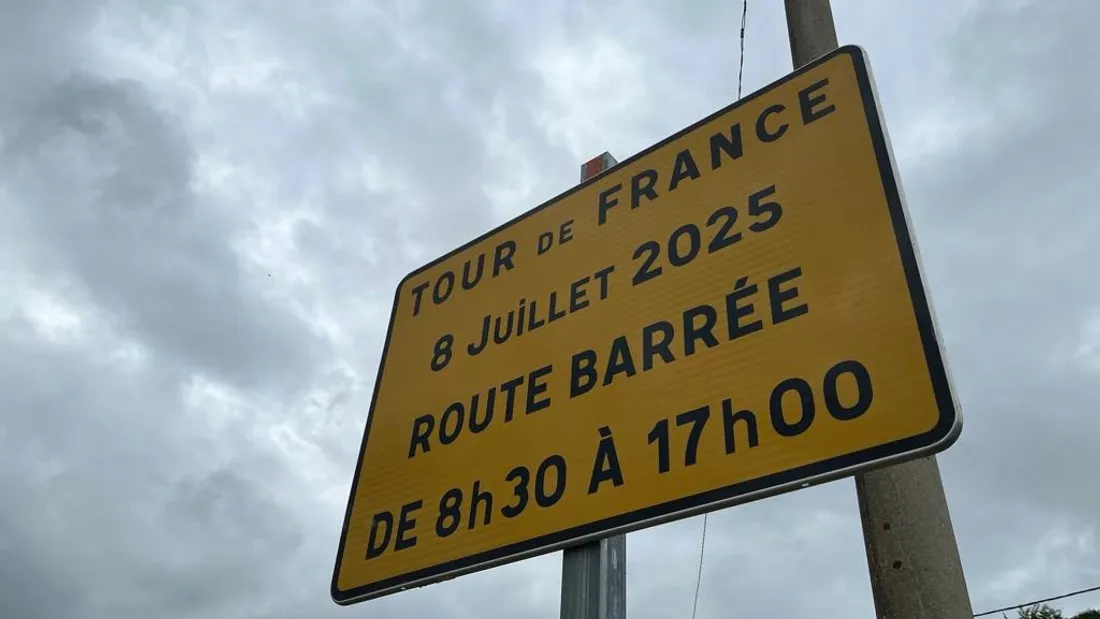 TOUR DE FRANCE
8 JUiLLET 2025
ROUTE BARRÉE
DE 8h30 À 17h00